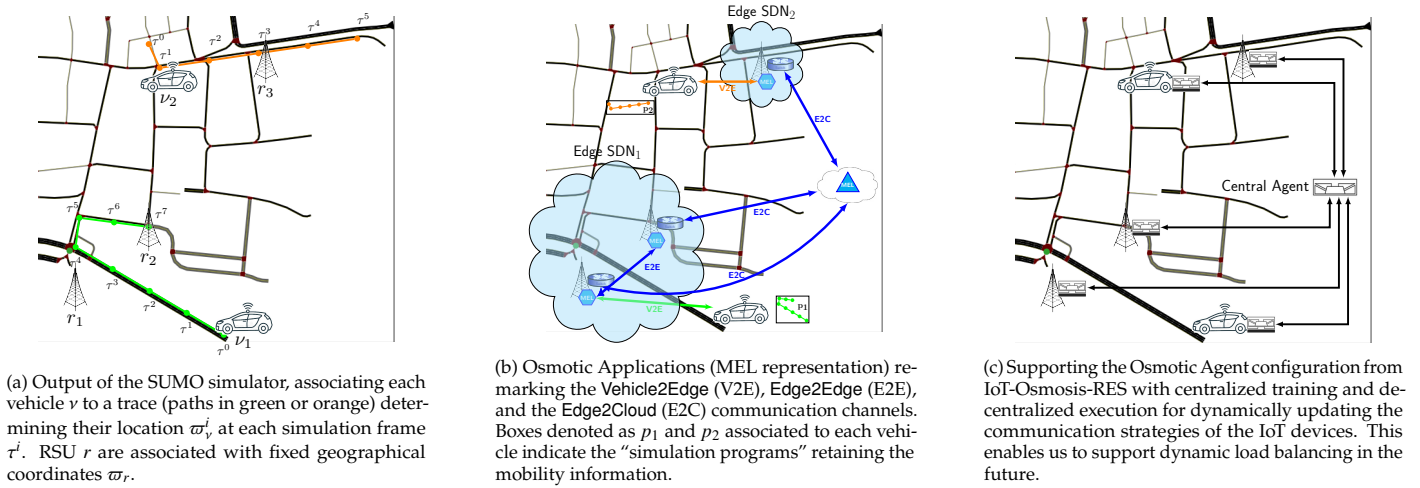 τ⁰
τ¹
τ²
τ³
τ⁴
τ⁵
ν₂
r₃
τ⁵
τ⁶
τ⁷
r₂
τ⁴
τ³
τ²
τ¹
τ⁰
r₁
ν₁
(a) Output of the SUMO simulator, associating each
vehicle ν to a trace (paths in green or orange) deter-
mining their location ϖᵢᵥ at each simulation frame
τⁱ. RSU r are associated with fixed geographical
coordinates ϖᵣ.
Edge SDN₂
MEL
V2E
P2
E2C
Edge SDN₁
MEL
E2C
MEL
E2E
E2C
MEL
V2E
P1
(b) Osmotic Applications (MEL representation) re-
marking the Vehicle2Edge (V2E), Edge2Edge (E2E),
and the Edge2Cloud (E2C) communication channels.
Boxes denoted as p₁ and p₂ associated to each vehi-
cle indicate the “simulation programs” retaining the
mobility information.
Central Agent
(c) Supporting the Osmotic Agent configuration from
IoT-Osmosis-RES with centralized training and de-
centralized execution for dynamically updating the
communication strategies of the IoT devices. This
enables us to support dynamic load balancing in the
future.